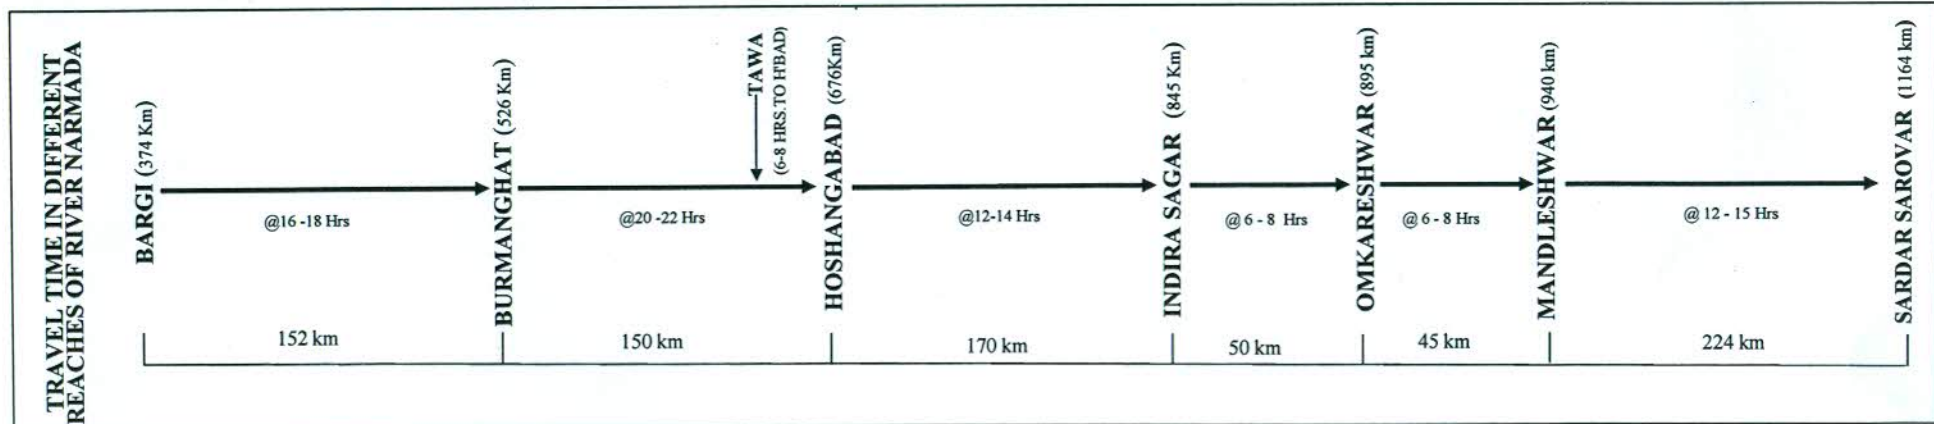 TRAVEL TIME IN DIFFERENT
REACHES OF RIVER NARMADA
BARGI (374 Km)
@16 -18 Hrs
BURMANGHAT (526 Km)
@20 -22 Hrs
TAWA
(6-8 HRS.TO H'BAD)
HOSHANGABAD (676Km)
@12-14 Hrs
INDIRA SAGAR (845 Km)
@ 6 - 8 Hrs
OMKARESHWAR (895 km)
@ 6 - 8 Hrs
MANDLESHWAR (940 km)
@ 12 - 15 Hrs
SARDAR SAROVAR (1164 km)
152 km
150 km
170 km
50 km
45 km
224 km